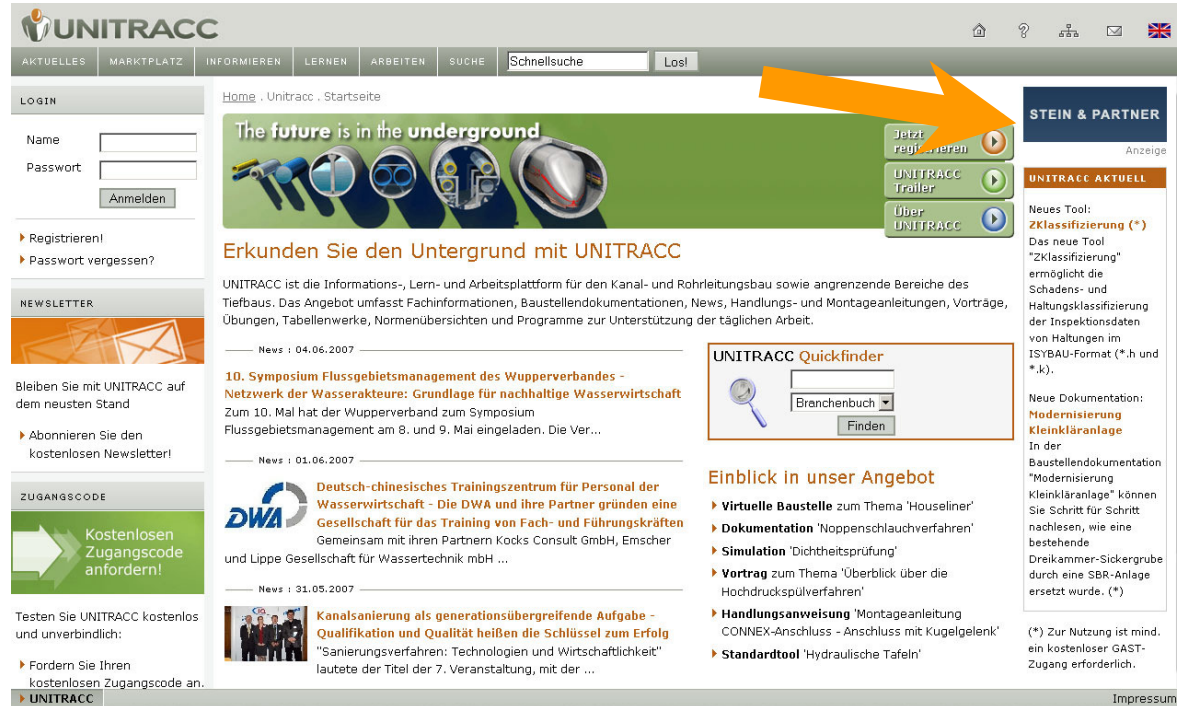 UNITRACC
AKTUELLES MARKTPLATZ INFORMIEREN LERNEN ARBEITEN SUCHE Schnellsuche Los!
LOGIN
Name
Passwort
Anmelden
Registrieren!
Passwort vergessen?
NEWSLETTER
Bleiben Sie mit UNITRACC auf
dem neusten Stand
Abonnieren Sie den
kostenlosen Newsletter!
ZUGANGSCODE
Kostenlosen
Zugangscode
anfordern!
Testen Sie UNITRACC kostenlos
und unverbindlich:
Fordern Sie Ihren
kostenlosen Zugangscode an.
Home . Unitracc . Startseite
The future is in the underground
Jetzt
registrieren
UNITRACC
Trailer
Über
UNITRACC
Erkunden Sie den Untergrund mit UNITRACC
UNITRACC ist die Informations-, Lern- und Arbeitsplattform für den Kanal- und Rohrleitungsbau sowie angrenzende Bereiche des
Tiefbaus. Das Angebot umfasst Fachinformationen, Baustellendokumentationen, News, Handlungs- und Montageanleitungen, Vorträge,
Übungen, Tabellenwerke, Normenübersichten und Programme zur Unterstützung der täglichen Arbeit.
News : 04.06.2007
10. Symposium Flussgebietsmanagement des Wupperverbandes -
Netzwerk der Wasserakteure: Grundlage für nachhaltige Wasserwirtschaft
Zum 10. Mal hat der Wupperverband zum Symposium
Flussgebietsmanagement am 8. und 9. Mai eingeladen. Die Ver...
News : 01.06.2007
DWA
Deutsch-chinesisches Trainingszentrum für Personal der
Wasserwirtschaft - Die DWA und ihre Partner gründen eine
Gesellschaft für das Training von Fach- und Führungskräften
Gemeinsam mit ihren Partnern Kocks Consult GmbH, Emscher
und Lippe Gesellschaft für Wassertechnik mbH ...
News : 31.05.2007
Kanalsanierung als generationsübergreifende Aufgabe -
Qualifikation und Qualität heißen die Schlüssel zum Erfolg
"Sanierungsverfahren: Technologien und Wirtschaftlichkeit"
lautete der Titel der 7. Veranstaltung, mit der ...
UNITRACC Quickfinder
Branchenbuch
Finden
Einblick in unser Angebot
Virtuelle Baustelle zum Thema 'Houseliner'
Dokumentation 'Noppenschlauchverfahren'
Simulation 'Dichtheitsprüfung'
Vortrag zum Thema 'Überblick über die
Hochdruckspülverfahren'
Handlungsanweisung 'Montageanleitung
CONNEX-Anschluss - Anschluss mit Kugelgelenk'
Standardtool 'Hydraulische Tafeln'
STEIN & PARTNER
Anzeige
UNITRACC AKTUELL
Neues Tool:
ZKlassifizierung (*)
Das neue Tool
"ZKlassifizierung"
ermöglicht die
Schadens- und
Haltungsklassifizierung
der Inspektionsdaten
von Haltungen im
ISYBAU-Format (*.h und
*.k).
Neue Dokumentation:
Modernisierung
Kleinkläranlage
In der
Baustellendokumentation
"Modernisierung
Kleinkläranlage" können
Sie Schritt für Schritt
nachlesen, wie eine
bestehende
Dreikammer-Sickergrube
durch eine SBR-Anlage
ersetzt wurde. (*)
(*) Zur Nutzung ist mind.
ein kostenloser GAST-
Zugang erforderlich.
UNITRACC
Impressum